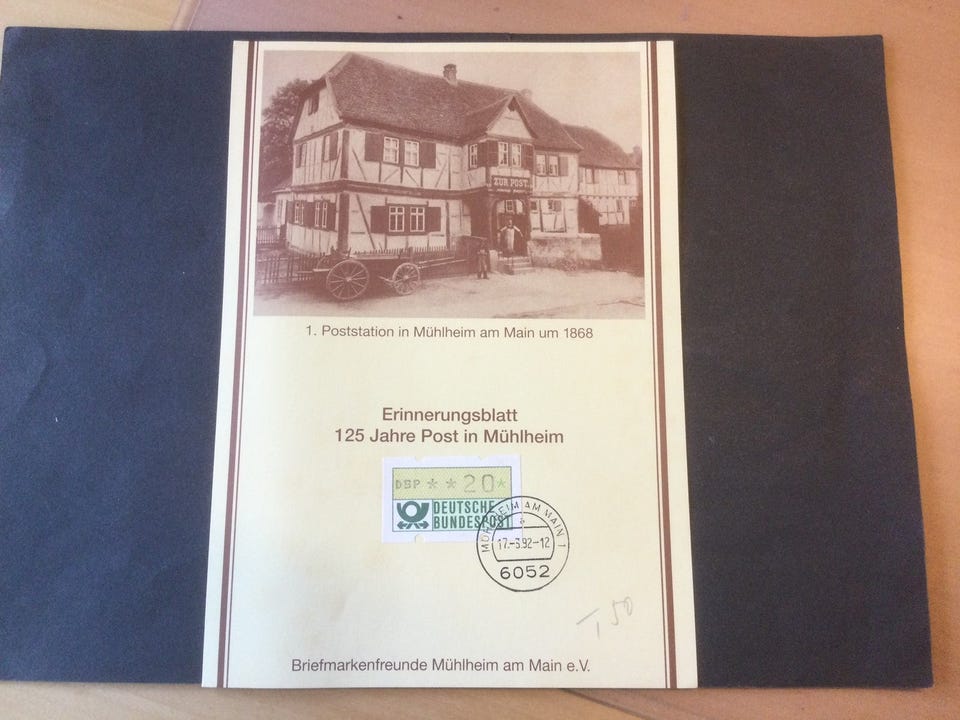 ZUR POST
1. Poststation in Mühlheim am Main um 1868
Erinnerungsblatt
125 Jahre Post in Mühlheim
DBP * * 20*
DEUTSCHE
BUNDESPOST
MÜHLHEIM AM MAIN 1
a
17.-3.92-12
6052
-,50
Briefmarkenfreunde Mühlheim am Main e.V.